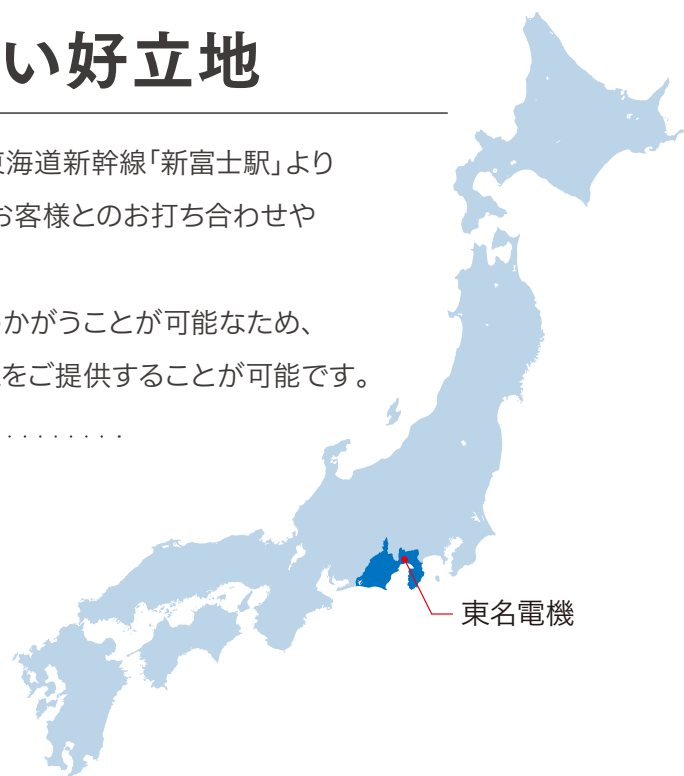 い好立地
東海道新幹線「新富士駅」より
お客様とのお打ち合わせや
かがうことが可能なため、
をご提供することが可能です。
東名電機